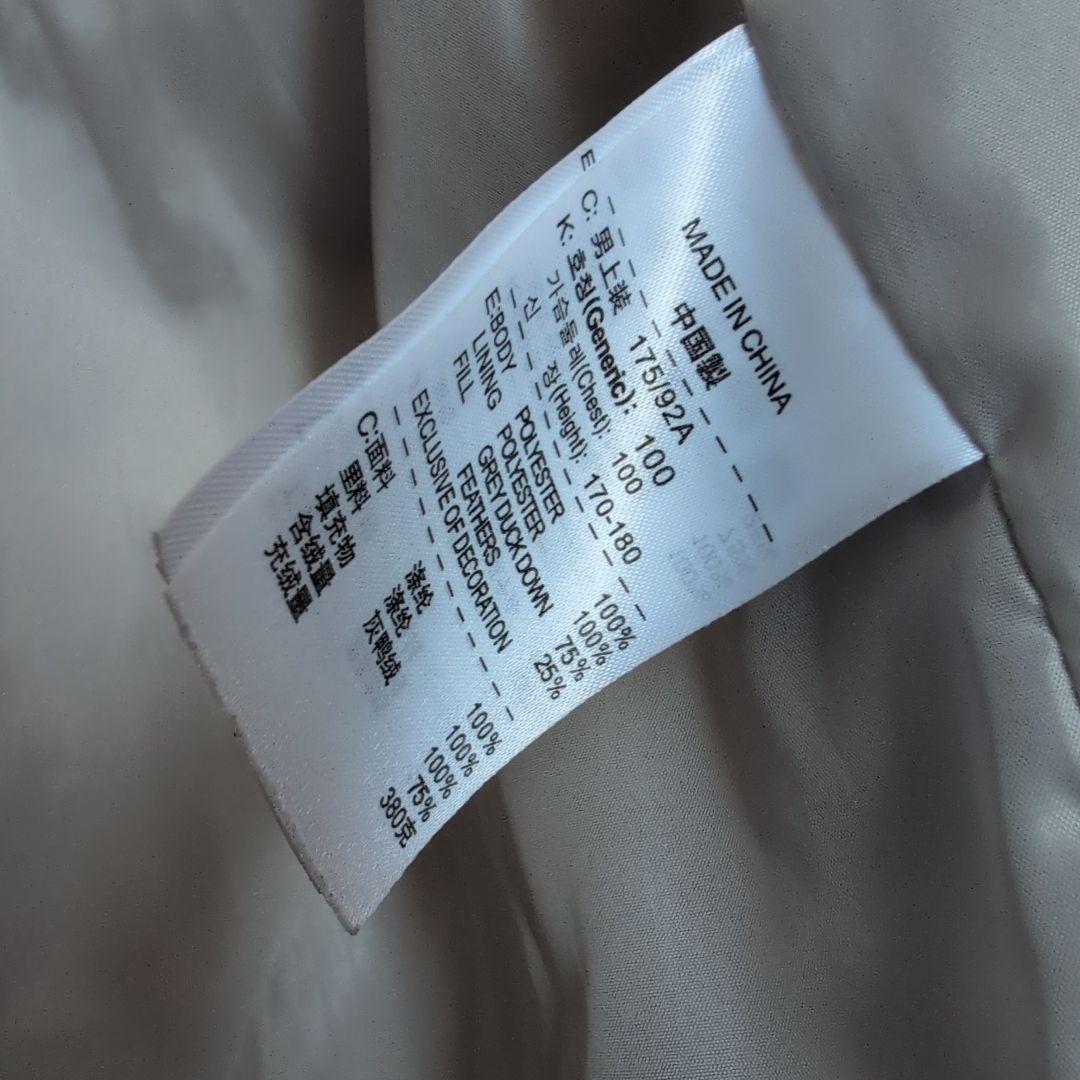 MADE IN CHINA
中国製
C: 男上装 175/92A
K: 호칭(Generic): 100
가슴둘레(Chest): 100
신 장(Height): 170-180
E:BODY POLYESTER 100%
LINING POLYESTER 100%
FILL GREY DUCK DOWN 75%
FEATHERS 25%
EXCLUSIVE OF DECORATION
C:面料 涤纶 100%
里料 涤纶 100%
填充物 灰鸭绒 100%
含绒量 75%
充绒量 380克
E